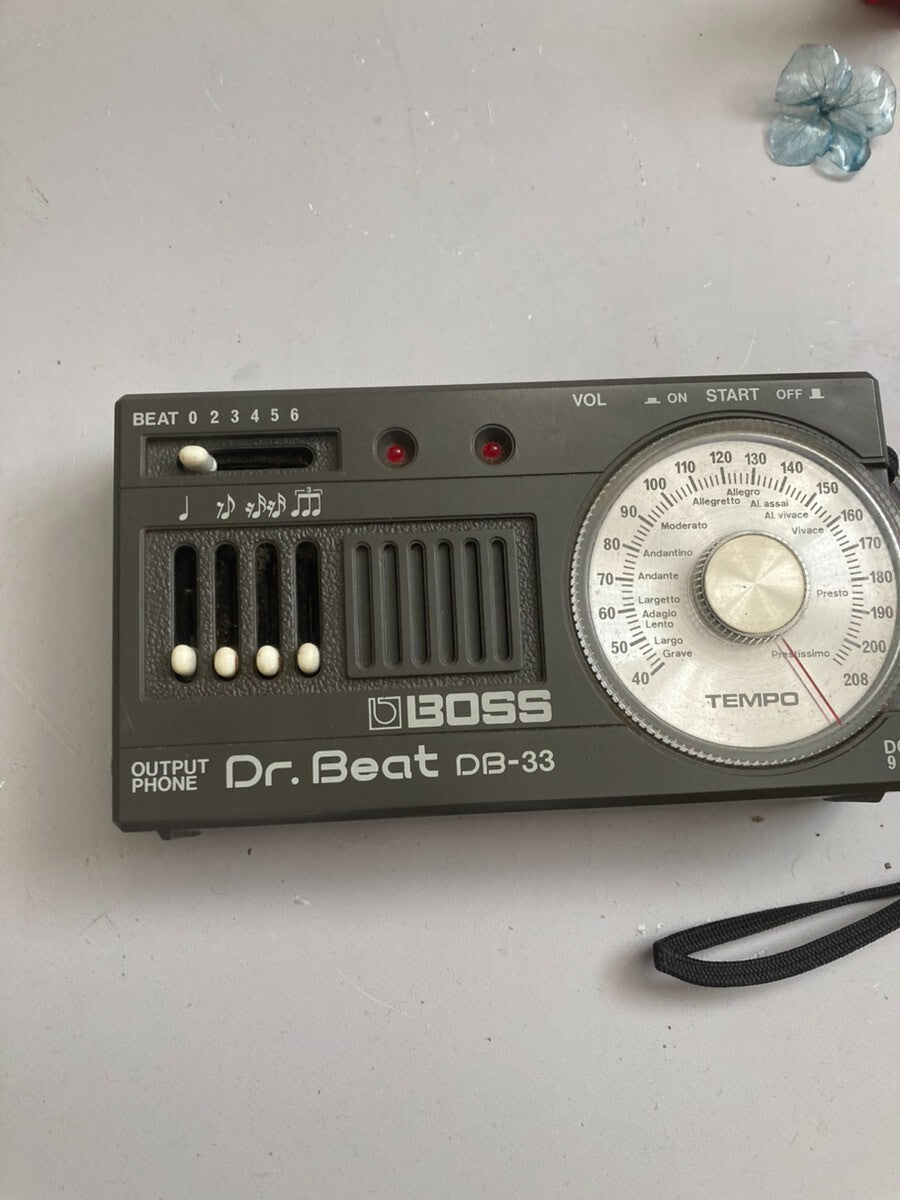 BEAT 0 2 3 4 5 6
VOL ON START OFF
40 50 60 70 80 90 100 110 120 130 140 150 160 170 180 190 200 208
Grave
Largo
Lento
Adagio
Largetto
Andante
Andantino
Moderato
Allegretto
Allegro
Al. assai
Al. vivace
Vivace
Presto
Prestissimo
TEMPO
3
BOSS
OUTPUT
PHONE
Dr. Beat DB-33
9